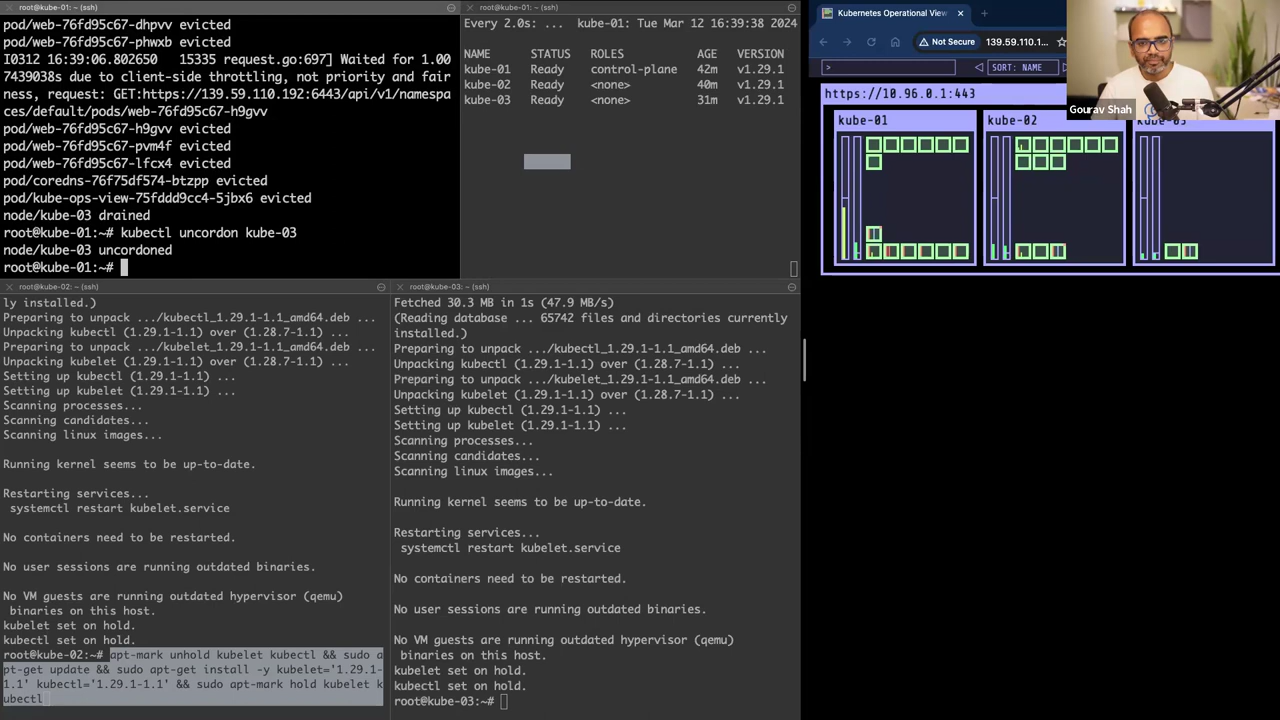 root@kube-01: ~ (ssh)
pod/web-76fd95c67-dhpvv evicted
pod/web-76fd95c67-phwxb evicted
I0312 16:39:06.802650   15335 request.go:697] Waited for 1.00
7439038s due to client-side throttling, not priority and fair
ness, request: GET:https://139.59.110.192:6443/api/v1/namespa
ces/default/pods/web-76fd95c67-h9gvv
pod/web-76fd95c67-h9gvv evicted
pod/web-76fd95c67-pvm4f evicted
pod/web-76fd95c67-lfcx4 evicted
pod/coredns-76f75df574-btzpp evicted
pod/kube-ops-view-75fddd9cc4-5jbx6 evicted
node/kube-03 drained
root@kube-01:~# kubectl uncordon kube-03
node/kube-03 uncordoned
root@kube-01:~#
root@kube-01: ~ (ssh)
Every 2.0s: ...  kube-01: Tue Mar 12 16:39:38 2024
NAME      STATUS   ROLES           AGE   VERSION
kube-01   Ready    control-plane   42m   v1.29.1
kube-02   Ready    <none>          40m   v1.29.1
kube-03   Ready    <none>          31m   v1.29.1
root@kube-02: ~ (ssh)
ly installed.)
Preparing to unpack .../kubectl_1.29.1-1.1_amd64.deb ...
Unpacking kubectl (1.29.1-1.1) over (1.28.7-1.1) ...
Preparing to unpack .../kubelet_1.29.1-1.1_amd64.deb ...
Unpacking kubelet (1.29.1-1.1) over (1.28.7-1.1) ...
Setting up kubectl (1.29.1-1.1) ...
Setting up kubelet (1.29.1-1.1) ...
Scanning processes...
Scanning candidates...
Scanning linux images...
Running kernel seems to be up-to-date.
Restarting services...
systemctl restart kubelet.service
No containers need to be restarted.
No user sessions are running outdated binaries.
No VM guests are running outdated hypervisor (qemu)
binaries on this host.
kubelet set on hold.
kubectl set on hold.
root@kube-02:~# apt-mark unhold kubelet kubectl && sudo a
pt-get update && sudo apt-get install -y kubelet='1.29.1-
1.1' kubectl='1.29.1-1.1' && sudo apt-mark hold kubelet k
ubectl
root@kube-03: ~ (ssh)
Fetched 30.3 MB in 1s (47.9 MB/s)
(Reading database ... 65742 files and directories currently
installed.)
Preparing to unpack .../kubectl_1.29.1-1.1_amd64.deb ...
Unpacking kubectl (1.29.1-1.1) over (1.28.7-1.1) ...
Preparing to unpack .../kubelet_1.29.1-1.1_amd64.deb ...
Unpacking kubelet (1.29.1-1.1) over (1.28.7-1.1) ...
Setting up kubectl (1.29.1-1.1) ...
Setting up kubelet (1.29.1-1.1) ...
Scanning processes...
Scanning candidates...
Scanning linux images...
Running kernel seems to be up-to-date.
Restarting services...
systemctl restart kubelet.service
No containers need to be restarted.
No user sessions are running outdated binaries.
No VM guests are running outdated hypervisor (qemu)
binaries on this host.
kubelet set on hold.
kubectl set on hold.
root@kube-03:~#
Kubernetes Operational View
Not Secure 139.59.110.1...
> SORT: NAME
https://10.96.0.1:443
Gourav Shah
kube-01 kube-02